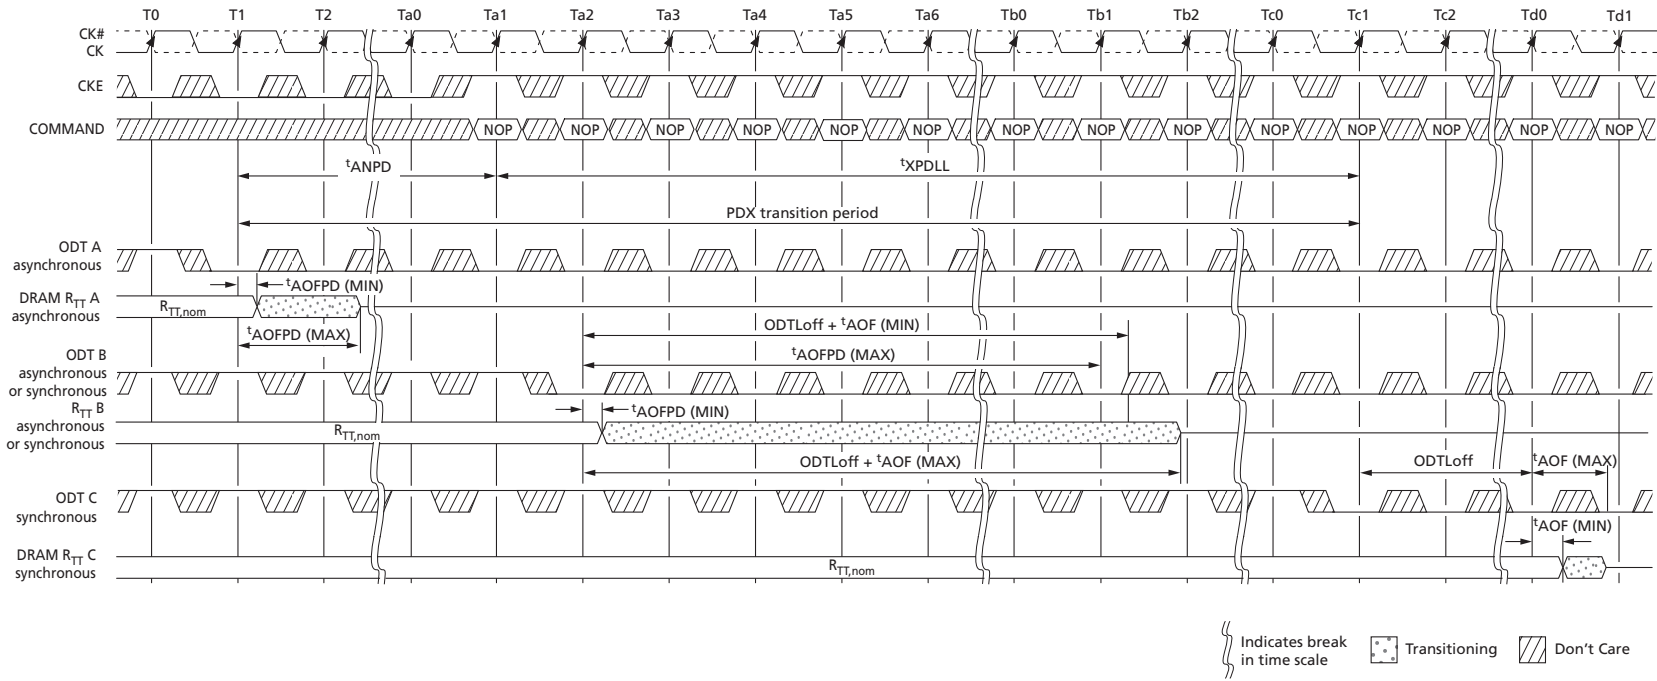 T0 T1 T2 Ta0 Ta1 Ta2 Ta3 Ta4 Ta5 Ta6 Tb0 Tb1 Tb2 Tc0 Tc1 Tc2 Td0 Td1
CK#
CK
CKE
COMMAND NOP NOP NOP NOP NOP NOP NOP NOP NOP NOP NOP NOP NOP NOP
tANPD tXPDLL
PDX transition period
ODT A
asynchronous
tAOFPD (MIN)
DRAM RTT A
asynchronous
RTT,nom
tAOFPD (MAX)
ODTLoff + tAOF (MIN)
tAOFPD (MAX)
ODT B
asynchronous
or synchronous
tAOFPD (MIN)
RTT B
asynchronous
or synchronous
RTT,nom
ODTLoff + tAOF (MAX)
ODTLoff tAOF (MAX)
ODT C
synchronous
tAOF (MIN)
DRAM RTT C
synchronous
RTT,nom
Indicates break
in time scale
Transitioning
Don't Care